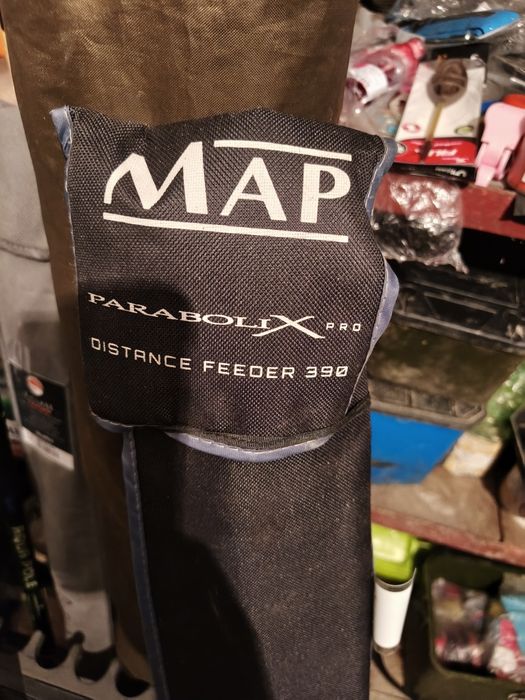 MAP
PARABOLIX PRO
DISTANCE FEEDER 390